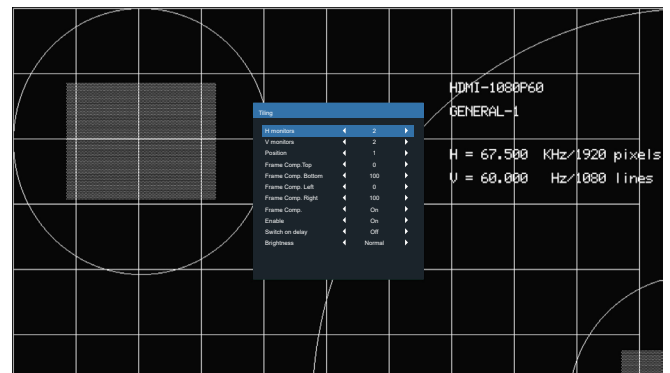 HDMI-1080P60
GENERAL-1
H = 67.500 KHz/1920 pixels
V = 60.000 Hz/1080 lines
Tiling
H monitors 2
V monitors 2
Position 1
Frame Comp.Top 0
Frame Comp. Bottom 100
Frame Comp. Left 0
Frame Comp. Right 100
Frame Comp. On
Enable On
Switch on delay Off
Brightness Normal